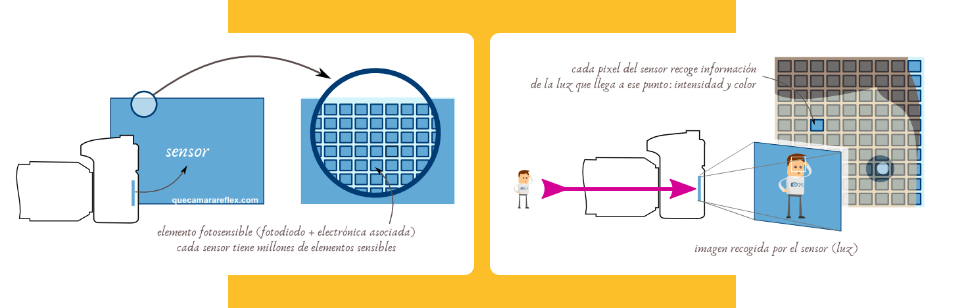 sensor
quecamarareflex.com
elemento fotosensible (fotodiodo + electrónica asociada)
cada sensor tiene millones de elementos sensibles
cada pixel del sensor recoge información
de la luz que llega a ese punto: intensidad y color
imagen recogida por el sensor (luz)